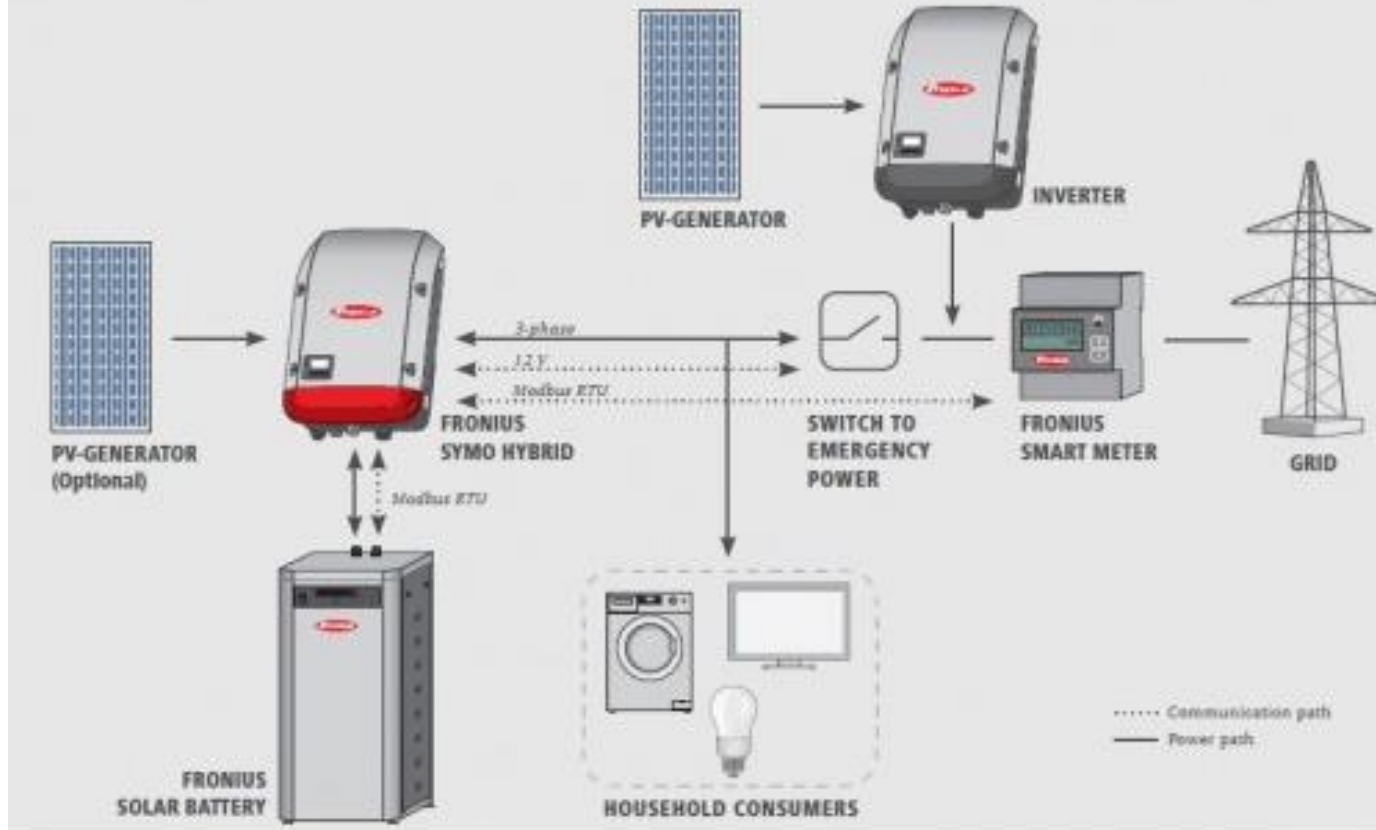 PV-GENERATOR
INVERTER
PV-GENERATOR
(Optional)
FRONIUS
SYMO HYBRID
3-phase
12 V
Modbus RTU
SWITCH TO
EMERGENCY
POWER
FRONIUS
SMART METER
GRID
Modbus RTU
FRONIUS
SOLAR BATTERY
HOUSEHOLD CONSUMERS
Communication path
Power path